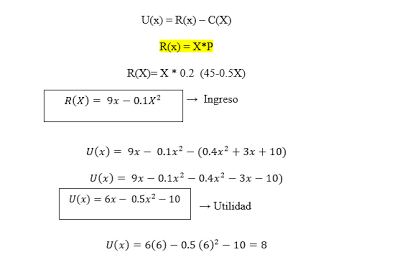 U(x) = R(x) – C(X)
R(x) = X*P
R(X)= X * 0.2 (45-0.5X)
R(X) = 9x − 0.1X² → Ingreso
U(x) = 9x − 0.1x² − (0.4x² + 3x + 10)
U(x) = 9x − 0.1x² − 0.4x² − 3x − 10)
U(x) = 6x − 0.5x² − 10 → Utilidad
U(x) = 6(6) − 0.5 (6)² − 10 = 8